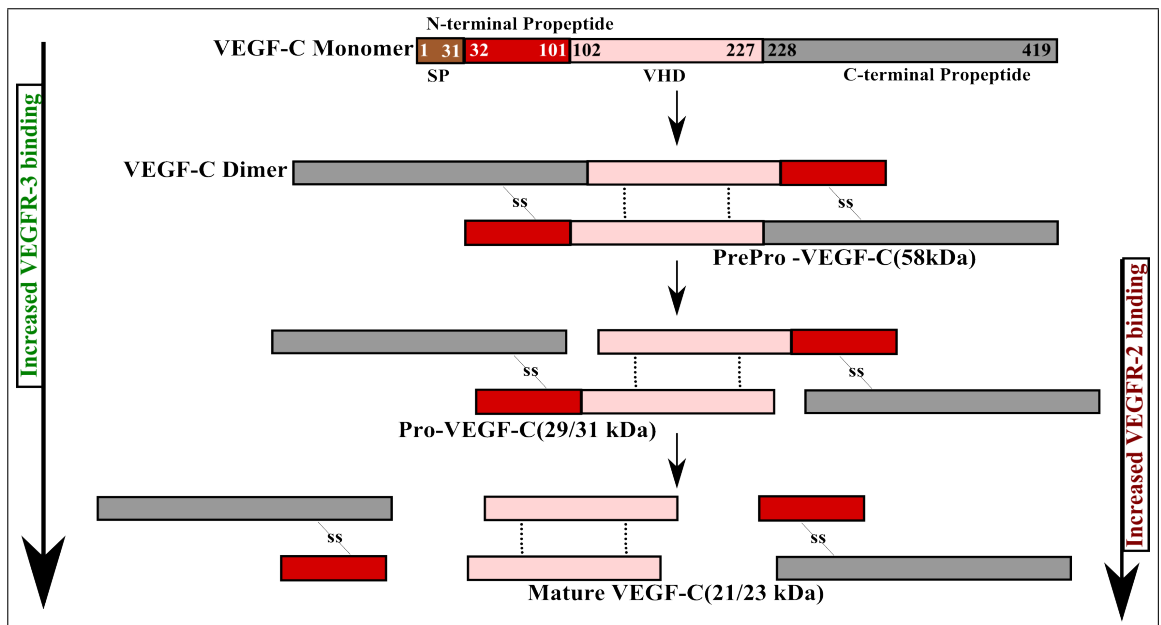 N-terminal Propeptide
VEGF-C Monomer 1 31 32 101 102 227 228 419
SP VHD C-terminal Propeptide
Increased VEGFR-3 binding
VEGF-C Dimer
ss ss
PrePro -VEGF-C(58kDa)
Increased VEGFR-2 binding
ss ss
Pro-VEGF-C(29/31 kDa)
ss ss
Mature VEGF-C(21/23 kDa)